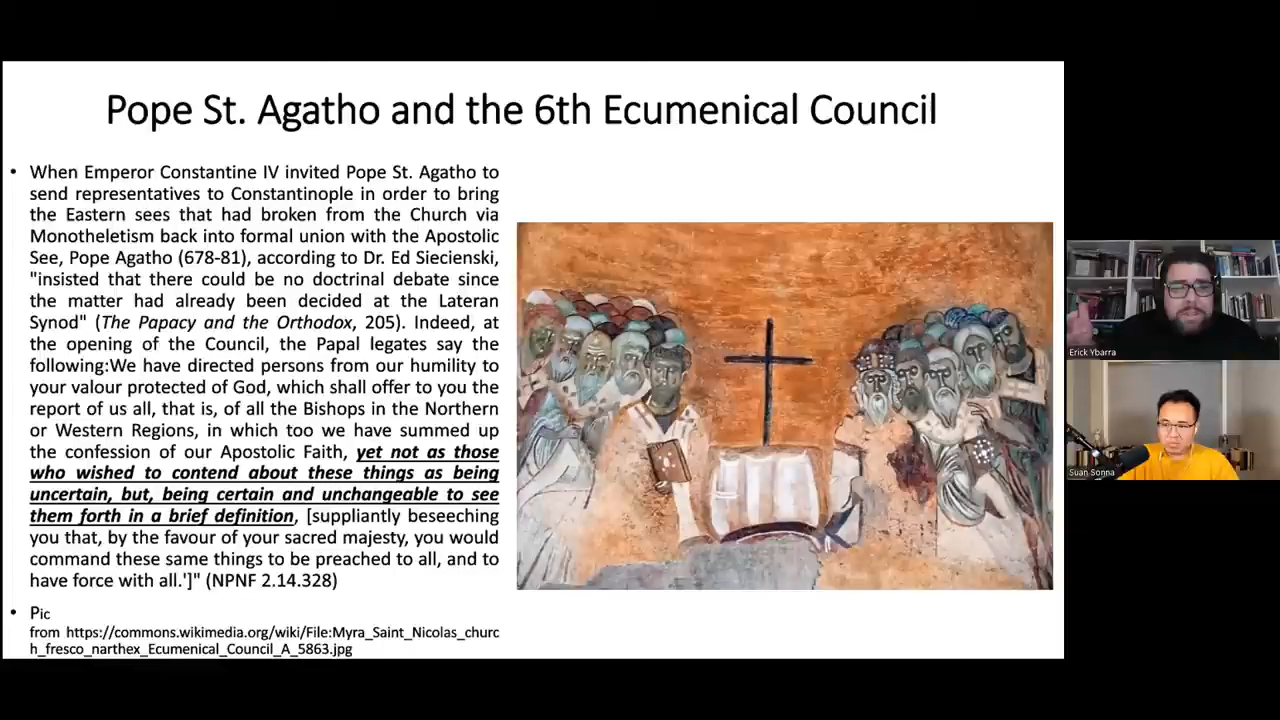 Pope St. Agatho and the 6th Ecumenical Council
• When Emperor Constantine IV invited Pope St. Agatho to
send representatives to Constantinople in order to bring
the Eastern sees that had broken from the Church via
Monotheletism back into formal union with the Apostolic
See, Pope Agatho (678-81), according to Dr. Ed Siecienski,
"insisted that there could be no doctrinal debate since
the matter had already been decided at the Lateran
Synod" (The Papacy and the Orthodox, 205). Indeed, at
the opening of the Council, the Papal legates say the
following:We have directed persons from our humility to
your valour protected of God, which shall offer to you the
report of us all, that is, of all the Bishops in the Northern
or Western Regions, in which too we have summed up
the confession of our Apostolic Faith, yet not as those
who wished to contend about these things as being
uncertain, but, being certain and unchangeable to see
them forth in a brief definition, [suppliantly beseeching
you that, by the favour of your sacred majesty, you would
command these same things to be preached to all, and to
have force with all.']" (NPNF 2.14.328)
• Pic
from https://commons.wikimedia.org/wiki/File:Myra_Saint_Nicolas_churc
h_fresco_narthex_Ecumenical_Council_A_5863.jpg
Erick Ybarra
Suan Sonna